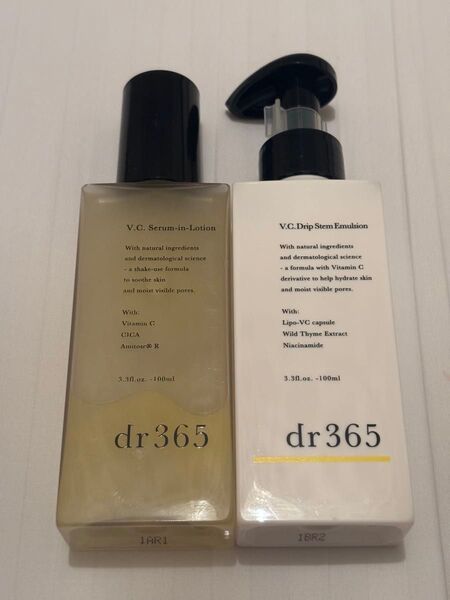 V.C. Serum-in-Lotion
With natural ingredients
and dermatological science
- a shake-use formula
to soothe skin
and moist visible pores.
With:
Vitamin C
CICA
Amitose® R
3.3fl.oz. -100ml
dr365
1AR1
V.C. Drip Stem Emulsion
With natural ingredients
and dermatological science
- a formula with Vitamin C
derivative to help hydrate skin
and moist visible pores.
With:
Lipo-VC capsule
Wild Thyme Extract
Niacinamide
3.3fl.oz. -100ml
dr365
1BR2